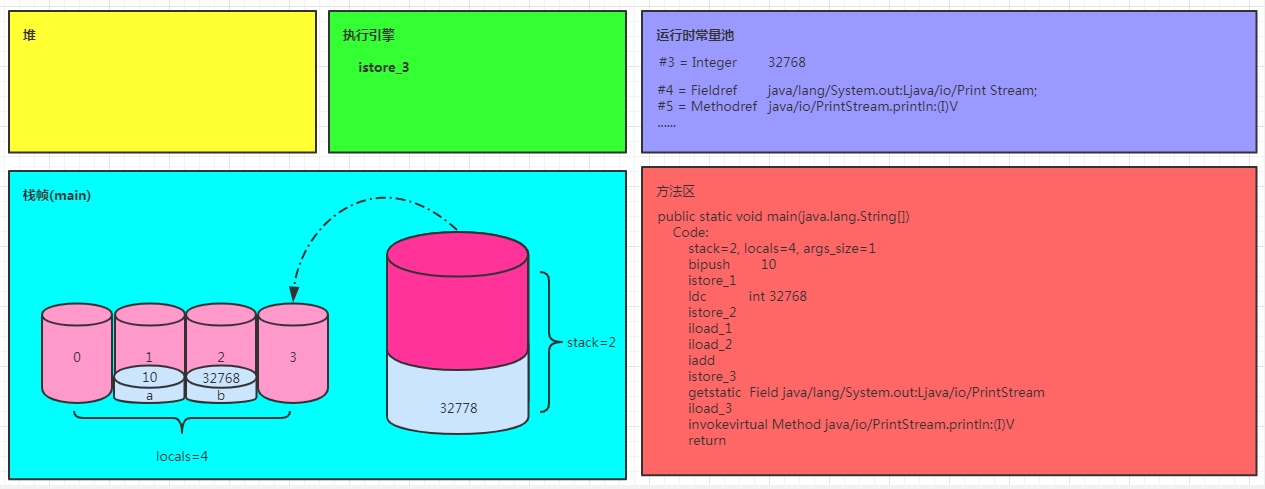 堆
执行引擎
istore_3
运行时常量池
#3 = Integer 32768
#4 = Fieldref java/lang/System.out:Ljava/io/Print Stream;
#5 = Methodref java/io/PrintStream.println:(I)V
......
栈帧(main)
0
1
2
3
10
32768
a
b
locals=4
32778
stack=2
方法区
public static void main(java.lang.String[])
Code:
stack=2, locals=4, args_size=1
bipush 10
istore_1
ldc int 32768
istore_2
iload_1
iload_2
iadd
istore_3
getstatic Field java/lang/System.out:Ljava/io/PrintStream
iload_3
invokevirtual Method java/io/PrintStream.println:(I)V
return